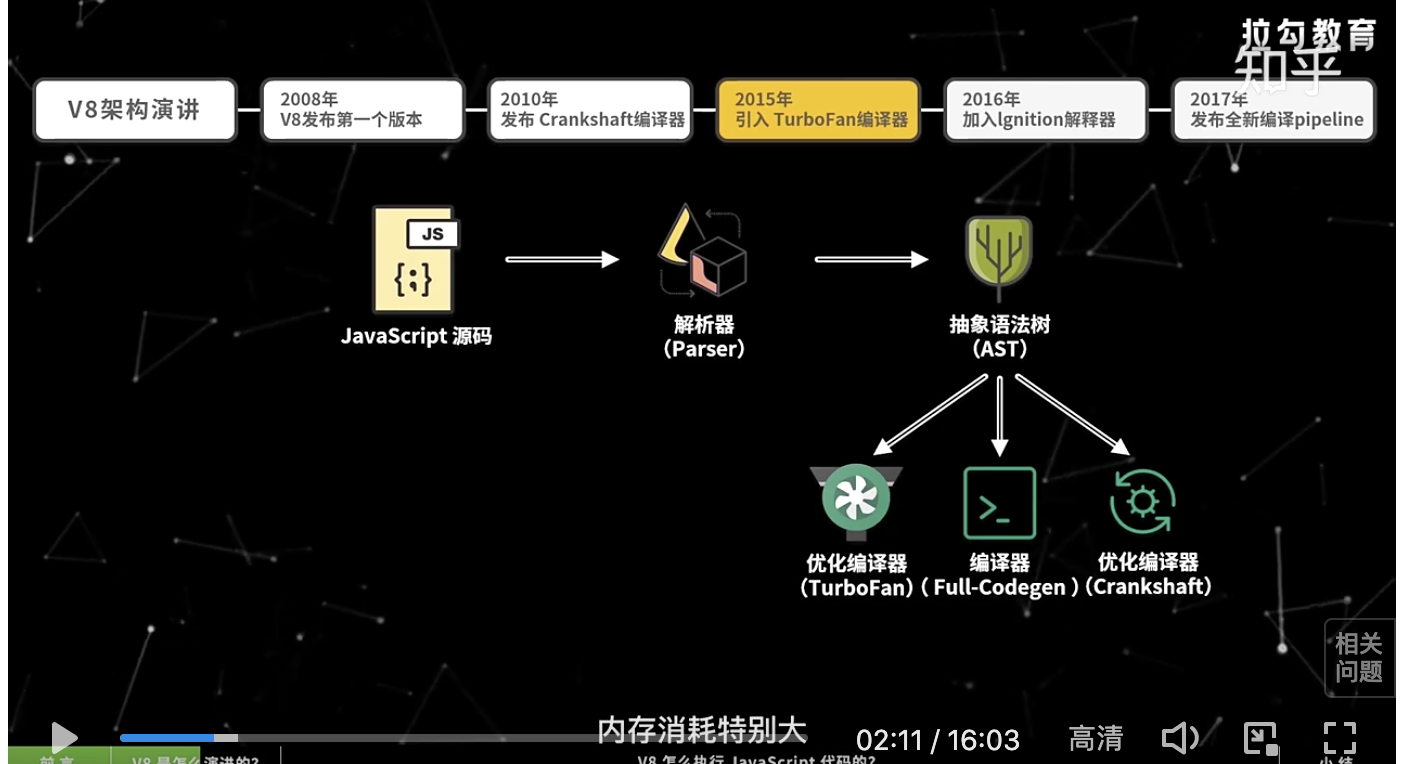 拉勾教育
知乎
V8架构演讲
2008年
V8发布第一个版本
2010年
发布 Crankshaft编译器
2015年
引入 TurboFan编译器
2016年
加入lgnition解释器
2017年
发布全新编译pipeline
JS
{;}
JavaScript 源码
解析器
（Parser）
抽象语法树
（AST）
>_
优化编译器
（TurboFan）
编译器
（Full-Codegen）
优化编译器
（Crankshaft）
相关
问题
内存消耗特别大
02:11 / 16:03
高清
前言
V8 是怎么演讲的?
V8 怎么执行 JavaScript 代码的?
小结